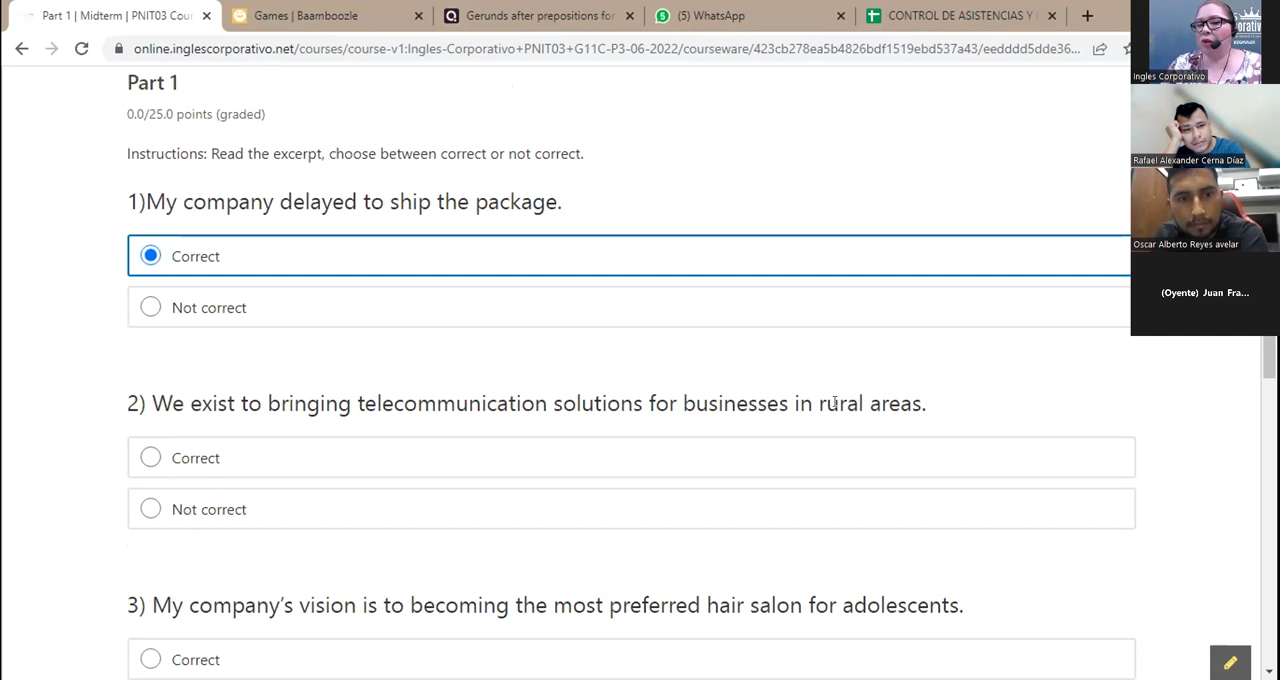 Part 1 | Midterm | PNIT03 Cour
Games | Baamboozle
Gerunds after prepositions for
(5) WhatsApp
CONTROL DE ASISTENCIAS Y
online.inglescorporativo.net/courses/course-v1:Ingles-Corporativo+PNIT03+G11C-P3-06-2022/courseware/423cb278ea5b4826bdf1519ebd537a43/eedddd5dde36...
Ingles Corporativo
Rafael Alexander Cerna Díaz
Oscar Alberto Reyes avelar
(Oyente) Juan Fra...
Part 1
0.0/25.0 points (graded)
Instructions: Read the excerpt, choose between correct or not correct.
1)My company delayed to ship the package.
Correct
Not correct
2) We exist to bringing telecommunication solutions for businesses in rural areas.
Correct
Not correct
3) My company's vision is to becoming the most preferred hair salon for adolescents.
Correct